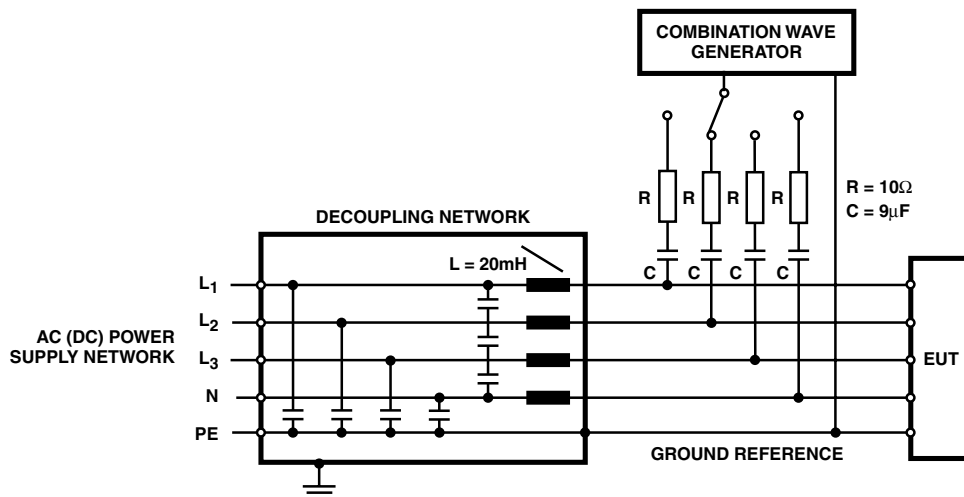 COMBINATION WAVE
GENERATOR
R
R
R
R
R = 10Ω
C = 9μF
DECOUPLING NETWORK
L = 20mH
C
C
C
C
L1
L2
AC (DC) POWER
SUPPLY NETWORK
L3
EUT
N
PE
GROUND REFERENCE